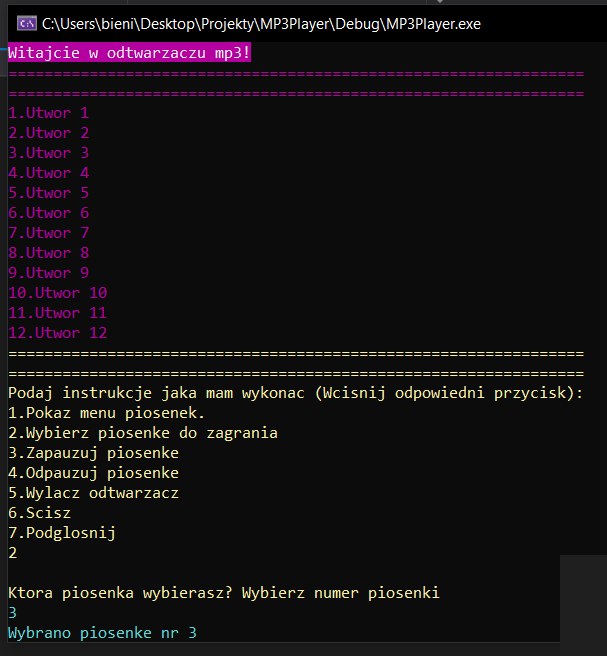 C:\Users\bieni\Desktop\Projekty\MP3Player\Debug\MP3Player.exe
Witajcie w odtwarzaczu mp3!
================================================================
================================================================
1.Utwor 1
2.Utwor 2
3.Utwor 3
4.Utwor 4
5.Utwor 5
6.Utwor 6
7.Utwor 7
8.Utwor 8
9.Utwor 9
10.Utwor 10
11.Utwor 11
12.Utwor 12
================================================================
================================================================
Podaj instrukcje jaka mam wykonac (Wcisnij odpowiedni przycisk):
1.Pokaz menu piosenek.
2.Wybierz piosenke do zagrania
3.Zapauzuj piosenke
4.Odpauzuj piosenke
5.Wylacz odtwarzacz
6.Scisz
7.Podglosnij
2
Ktora piosenka wybierasz? Wybierz numer piosenki
3
Wybrano piosenke nr 3